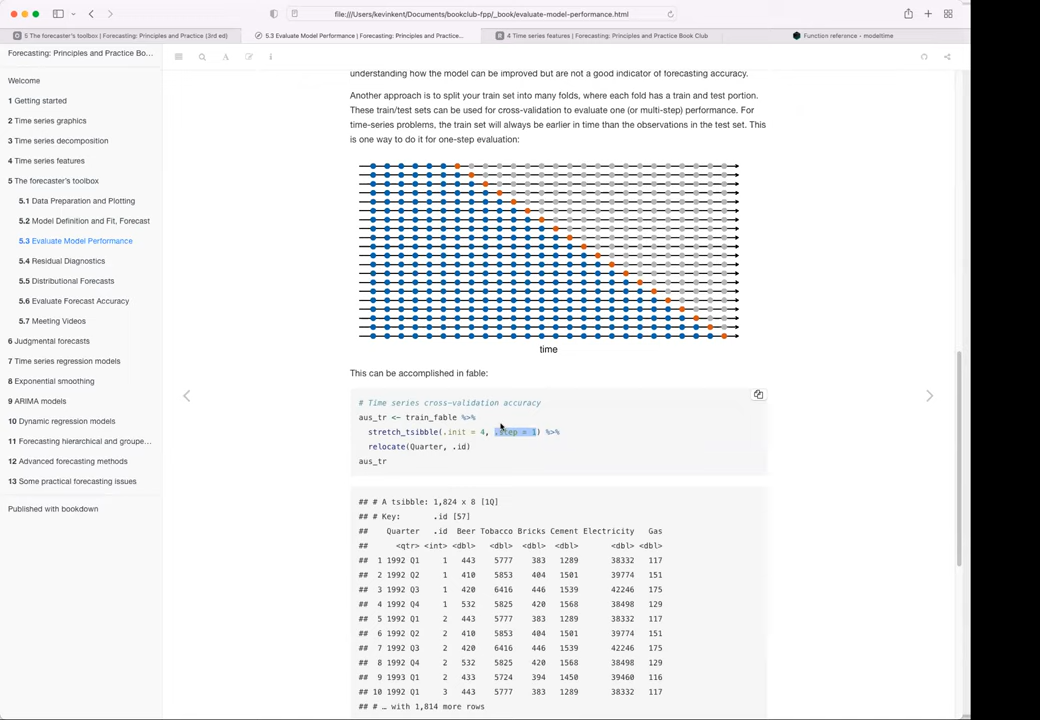 file:///Users/kevinkent/Documents/bookclub-fpp/_book/evaluate-model-performance.html
5 The forecaster's toolbox | Forecasting: Principles and Practice (3rd ed)
5.3 Evaluate Model Performance | Forecasting: Principles and Practice...
4 Time series features | Forecasting: Principles and Practice Book Club
Function reference • modeltime
Forecasting: Principles and Practice Bo...
Welcome
1 Getting started
2 Time series graphics
3 Time series decomposition
4 Time series features
5 The forecaster's toolbox
5.1 Data Preparation and Plotting
5.2 Model Definition and Fit, Forecast
5.3 Evaluate Model Performance
5.4 Residual Diagnostics
5.5 Distributional Forecasts
5.6 Evaluate Forecast Accuracy
5.7 Meeting Videos
6 Judgmental forecasts
7 Time series regression models
8 Exponential smoothing
9 ARIMA models
10 Dynamic regression models
11 Forecasting hierarchical and groupe...
12 Advanced forecasting methods
13 Some practical forecasting issues
Published with bookdown
understanding how the model can be improved but are not a good indicator of forecasting accuracy.
Another approach is to split your train set into many folds, where each fold has a train and test portion.
These train/test sets can be used for cross-validation to evaluate one (or multi-step) performance. For
time-series problems, the train set will always be earlier in time than the observations in the test set. This
is one way to do it for one-step evaluation:
time
This can be accomplished in fable:
# Time series cross-validation accuracy
aus_tr <- train_fable %>%
stretch_tsibble(.init = 4, .step = 1) %>%
relocate(Quarter, .id)
aus_tr
## # A tsibble: 1,824 x 8 [1Q]
## # Key: .id [57]
## Quarter .id Beer Tobacco Bricks Cement Electricity Gas
## <qtr> <int> <dbl> <dbl> <dbl> <dbl> <dbl> <dbl>
## 1 1992 Q1 1 443 5777 383 1289 38332 117
## 2 1992 Q2 1 410 5853 404 1501 39774 151
## 3 1992 Q3 1 420 6416 446 1539 42246 175
## 4 1992 Q4 1 532 5825 420 1568 38498 129
## 5 1992 Q1 2 443 5777 383 1289 38332 117
## 6 1992 Q2 2 410 5853 404 1501 39774 151
## 7 1992 Q3 2 420 6416 446 1539 42246 175
## 8 1992 Q4 2 532 5825 420 1568 38498 129
## 9 1993 Q1 2 433 5724 394 1450 39460 116
## 10 1992 Q1 3 443 5777 383 1289 38332 117
## # … with 1,814 more rows